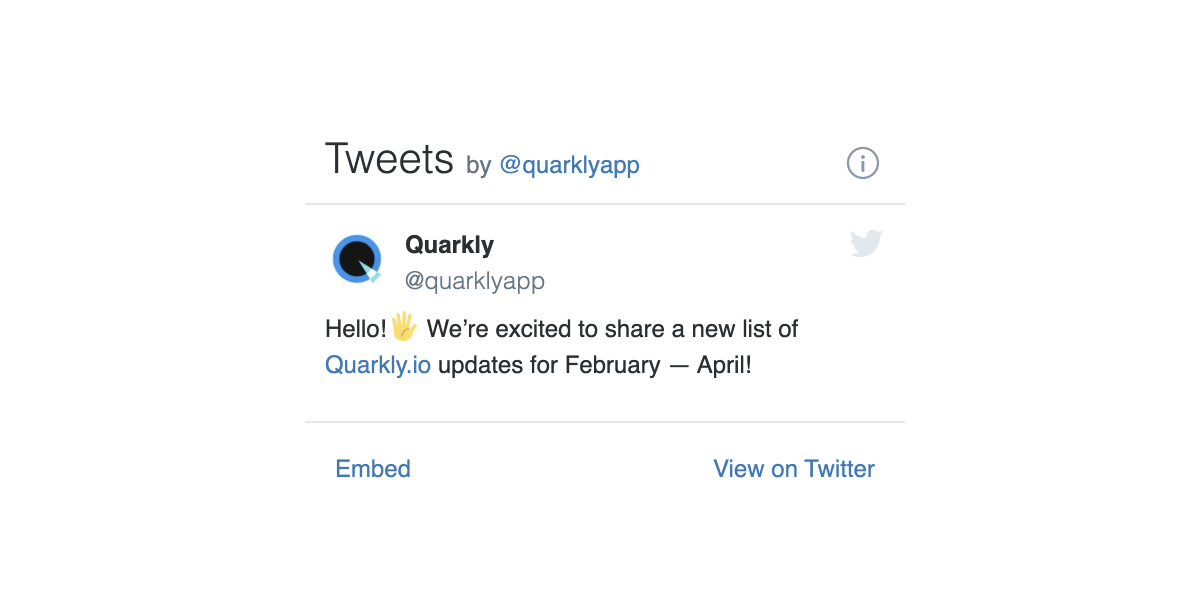 Tweets by @quarklyapp
Quarkly
@quarklyapp
Hello!🖐 We’re excited to share a new list of
Quarkly.io updates for February — April!
Embed
View on Twitter